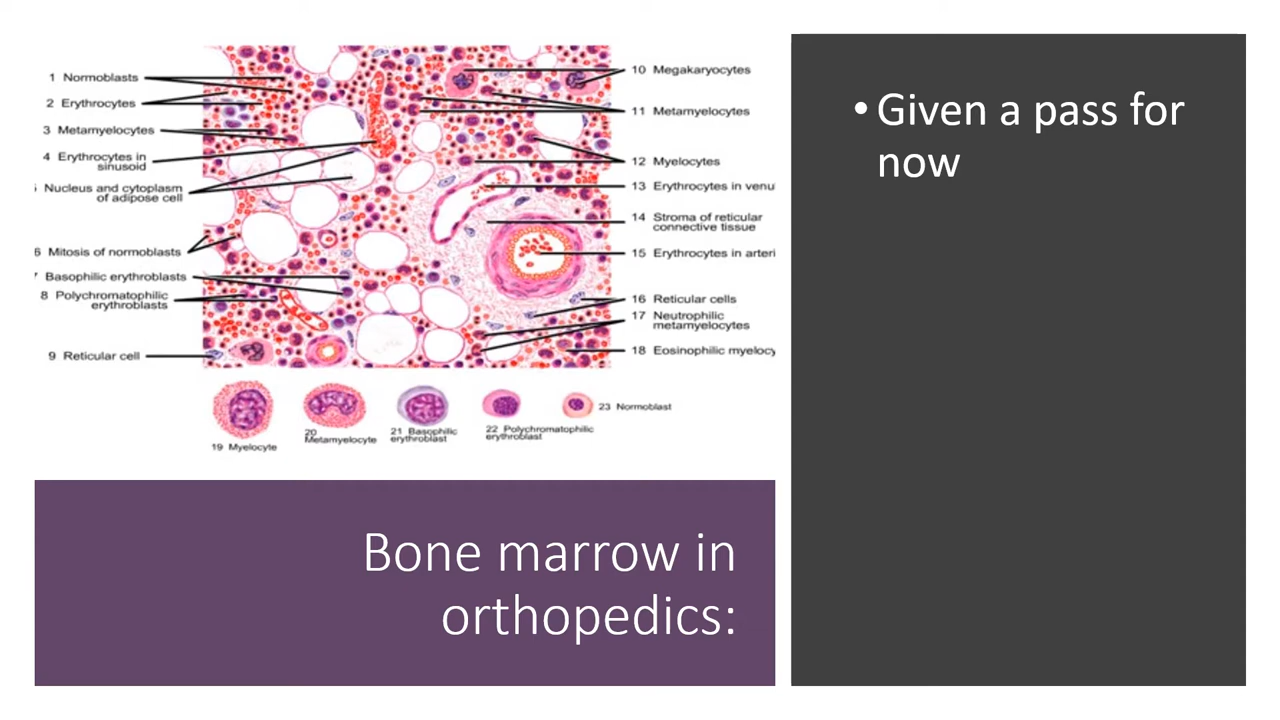 1 Normoblasts
2 Erythrocytes
3 Metamyelocytes
4 Erythrocytes in
sinusoid
Nucleus and cytoplasm
of adipose cell
6 Mitosis of normoblasts
Basophilic erythroblasts
8 Polychromatophilic
erythroblasts
9 Reticular cell
10 Megakaryocytes
11 Metamyelocytes
12 Myelocytes
13 Erythrocytes in venu
14 Stroma of reticular
connective tissue
15 Erythrocytes in arteri
16 Reticular cells
17 Neutrophilic
metamyelocytes
18 Eosinophilic myelocy
19 Myelocyte
20
Metamyelocyte
21 Basophilic
erythroblast
22 Polychromatophilic
erythroblast
23 Normoblast
Bone marrow in
orthopedics:
• Given a pass for
now